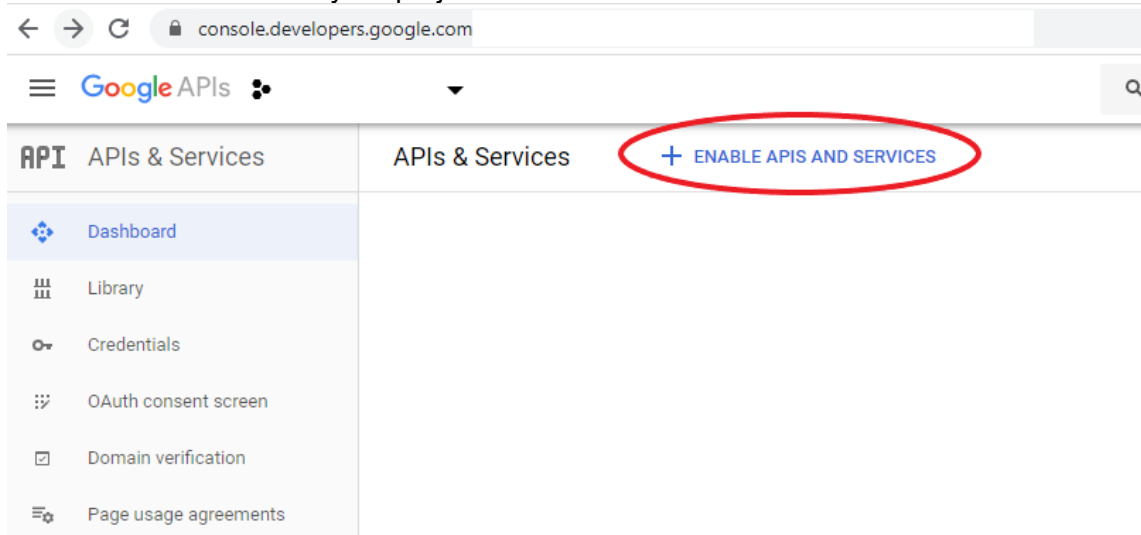 console.developers.google.com
Google APIs
API APIs & Services
APIs & Services
+ ENABLE APIS AND SERVICES
Dashboard
Library
Credentials
OAuth consent screen
Domain verification
Page usage agreements